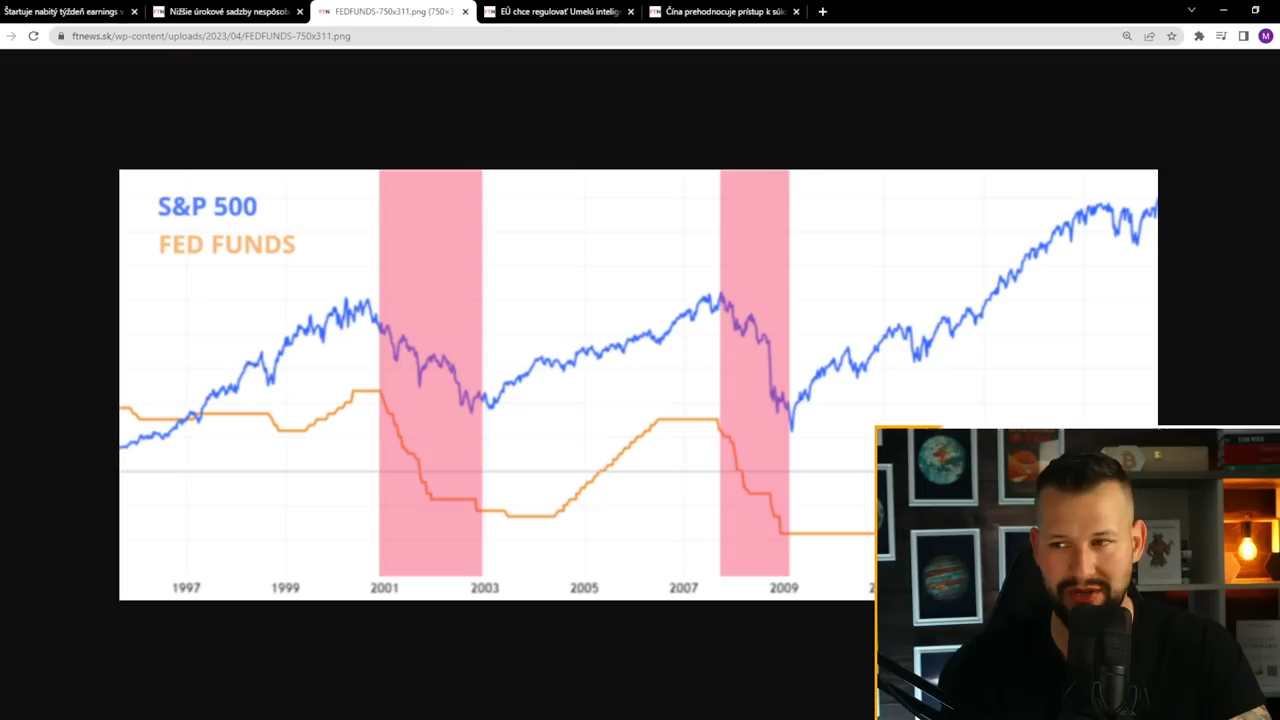 Štartuje nabitý týždeň earnings v
Nižšie úrokové sadzby nespôsob
FEDFUNDS-750x311.png (750×3
EÚ chce regulovať Umelú intelig
Čína prehodnocuje prístup k súk
ftnews.sk/wp-content/uploads/2023/04/FEDFUNDS-750x311.png
M
S&P 500
FED FUNDS
1997
1999
2001
2003
2005
2007
2009